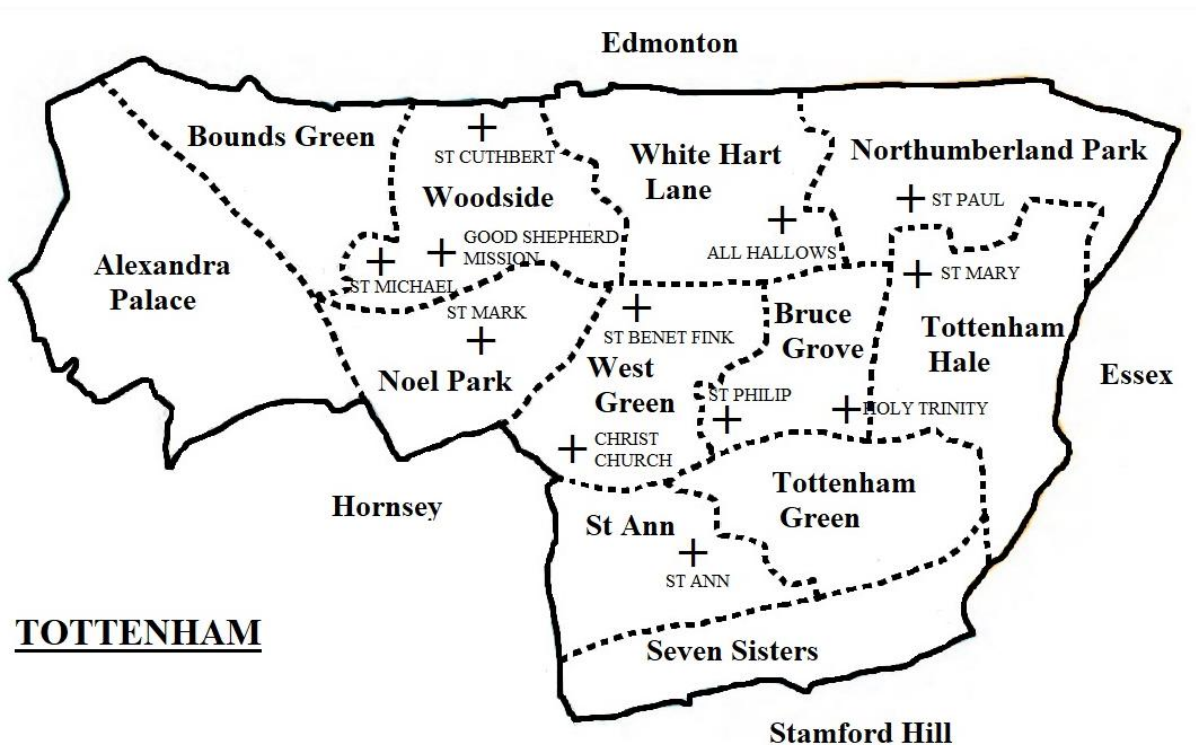 Edmonton
Bounds Green
ST CUTHBERT
Woodside
White Hart
Lane
Northumberland Park
ST PAUL
GOOD SHEPHERD
MISSION
ALL HALLOWS
Alexandra
Palace
ST MICHAEL
ST MARY
ST MARK
Noel Park
ST BENET FINK
West
Green
Bruce
Grove
Tottenham
Hale
Essex
ST PHILIP
HOLY TRINITY
CHRIST
CHURCH
Hornsey
St Ann
ST ANN
Tottenham
Green
TOTTENHAM
Seven Sisters
Stamford Hill